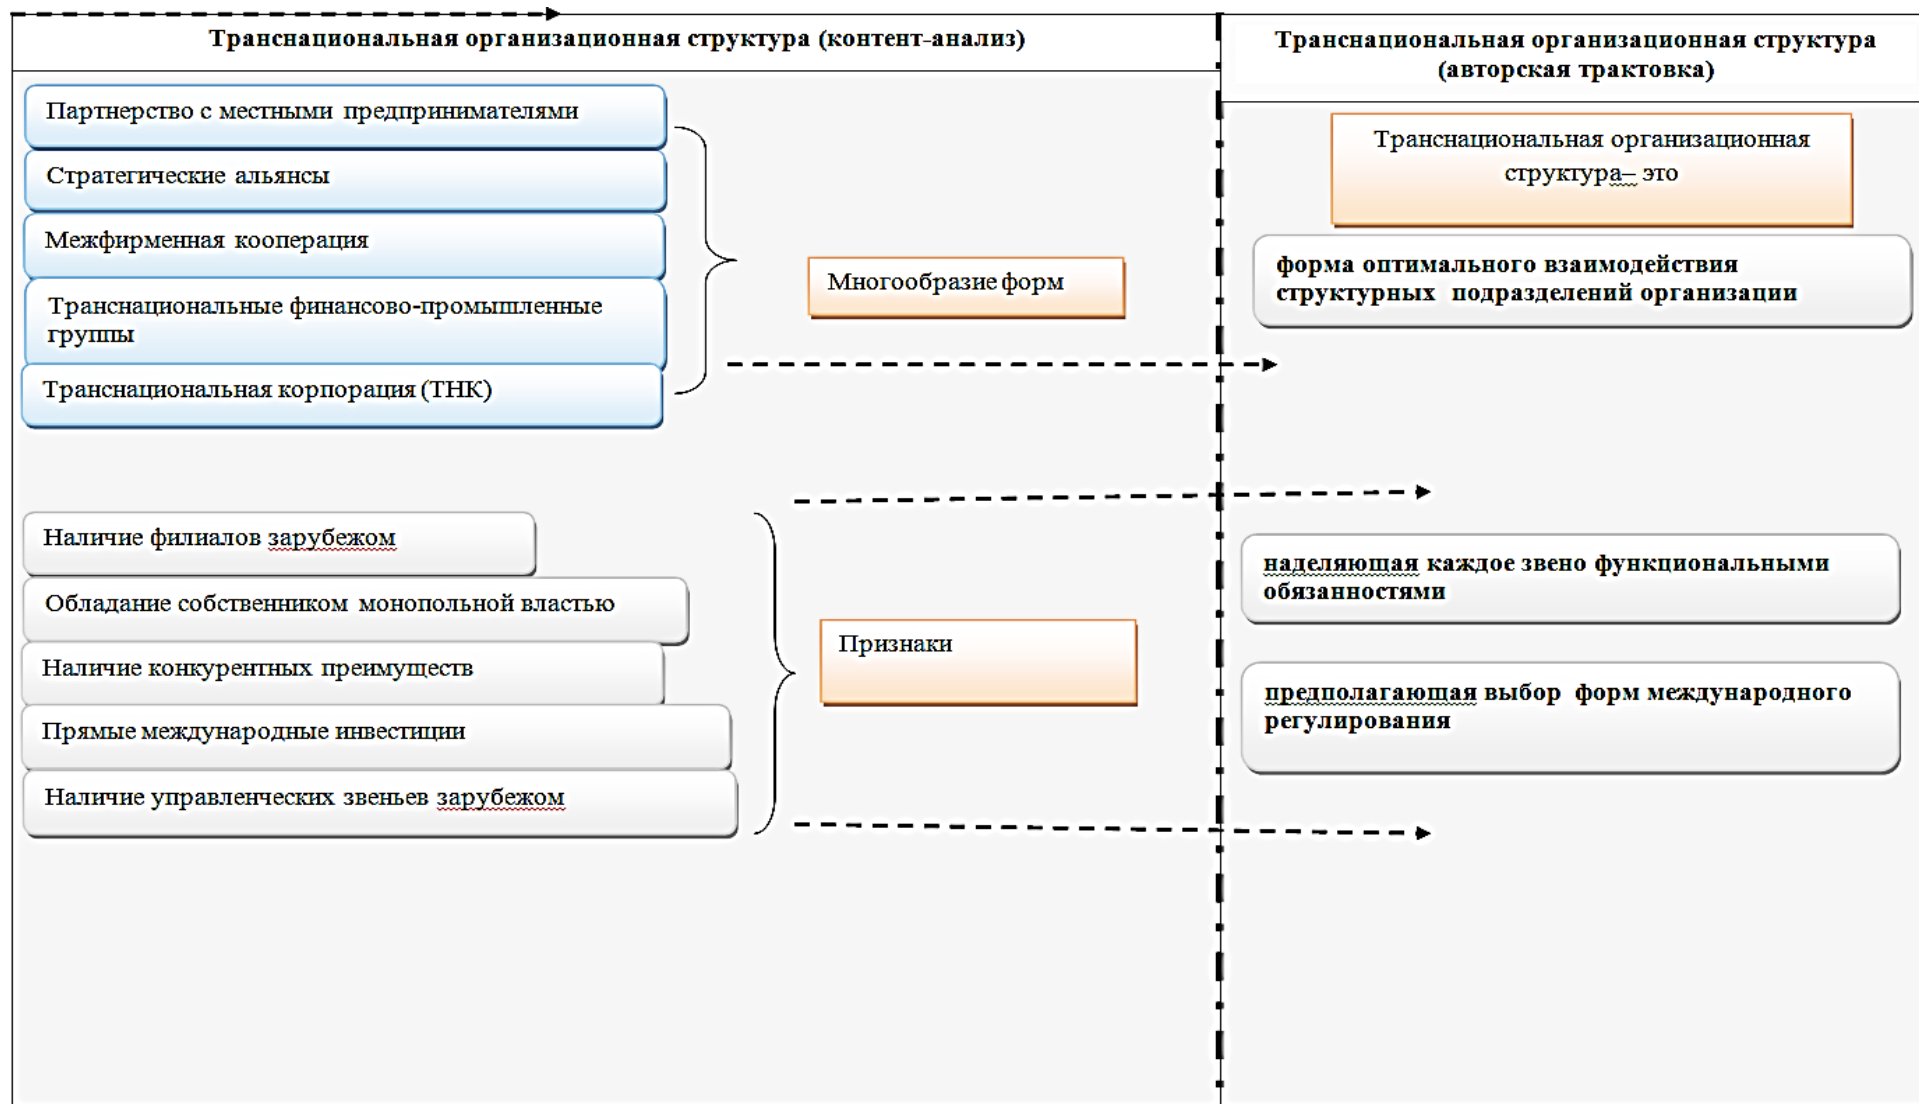 Транснациональная организационная структура (контент-анализ)
Партнерство с местными предпринимателями
Стратегические альянсы
Межфирменная кооперация
Транснациональные финансово-промышленные
группы
Транснациональная корпорация (ТНК)
Многообразие форм
Наличие филиалов зарубежом
Обладание собственником монопольной властью
Наличие конкурентных преимуществ
Прямые международные инвестиции
Наличие управленческих звеньев зарубежом
Признаки
Транснациональная организационная структура
(авторская трактовка)
Транснациональная организационная
структура– это
форма оптимального взаимодействия
структурных подразделений организации
наделяющая каждое звено функциональными
обязанностями
предполагающая выбор форм международного
регулирования